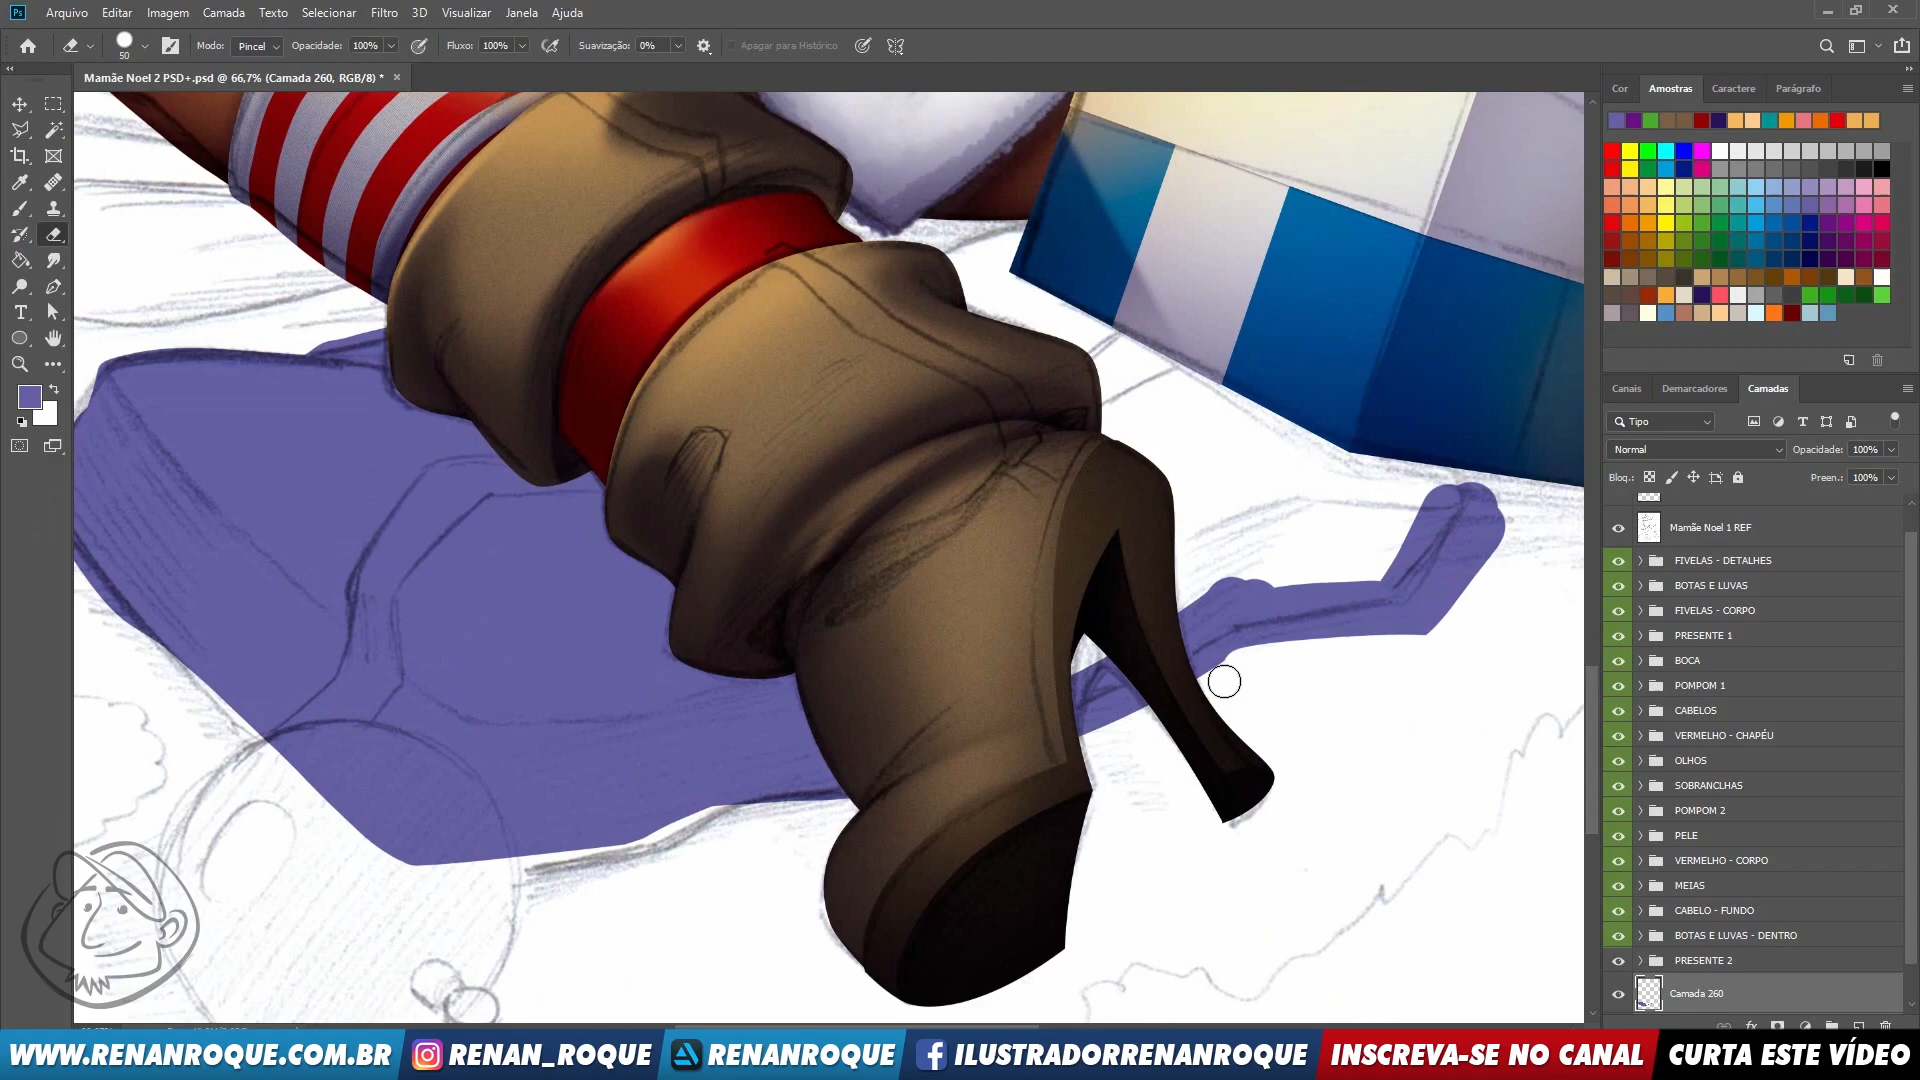 Ps Arquivo Editar Imagem Camada Texto Selecionar Filtro 3D Visualizar Janela Ajuda
50 Modo: Pincel Opacidade: 100% Fluxo: 100% Suavização: 0% Apagar para Histórico
Mamãe Noel 2 PSD+.psd @ 66,7% (Camada 260, RGB/8) *
Cor Amostras Caractere Parágrafo
Canais Demarcadores Camadas
Tipo
Normal Opacidade: 100%
Bloq.: Preen.: 100%
Mamãe Noel 1 REF
FIVELAS - DETALHES
BOTAS E LUVAS
FIVELAS - CORPO
PRESENTE 1
BOCA
POMPOM 1
CABELOS
VERMELHO - CHAPÉU
OLHOS
SOBRANCLHAS
POMPOM 2
PELE
VERMELHO - CORPO
MEIAS
CABELO - FUNDO
BOTAS E LUVAS - DENTRO
PRESENTE 2
Camada 260
WWW.RENANROQUE.COM.BR RENAN_ROQUE RENANROQUE ILUSTRADORRENANROQUE INSCREVA-SE NO CANAL CURTA ESTE VÍDEO